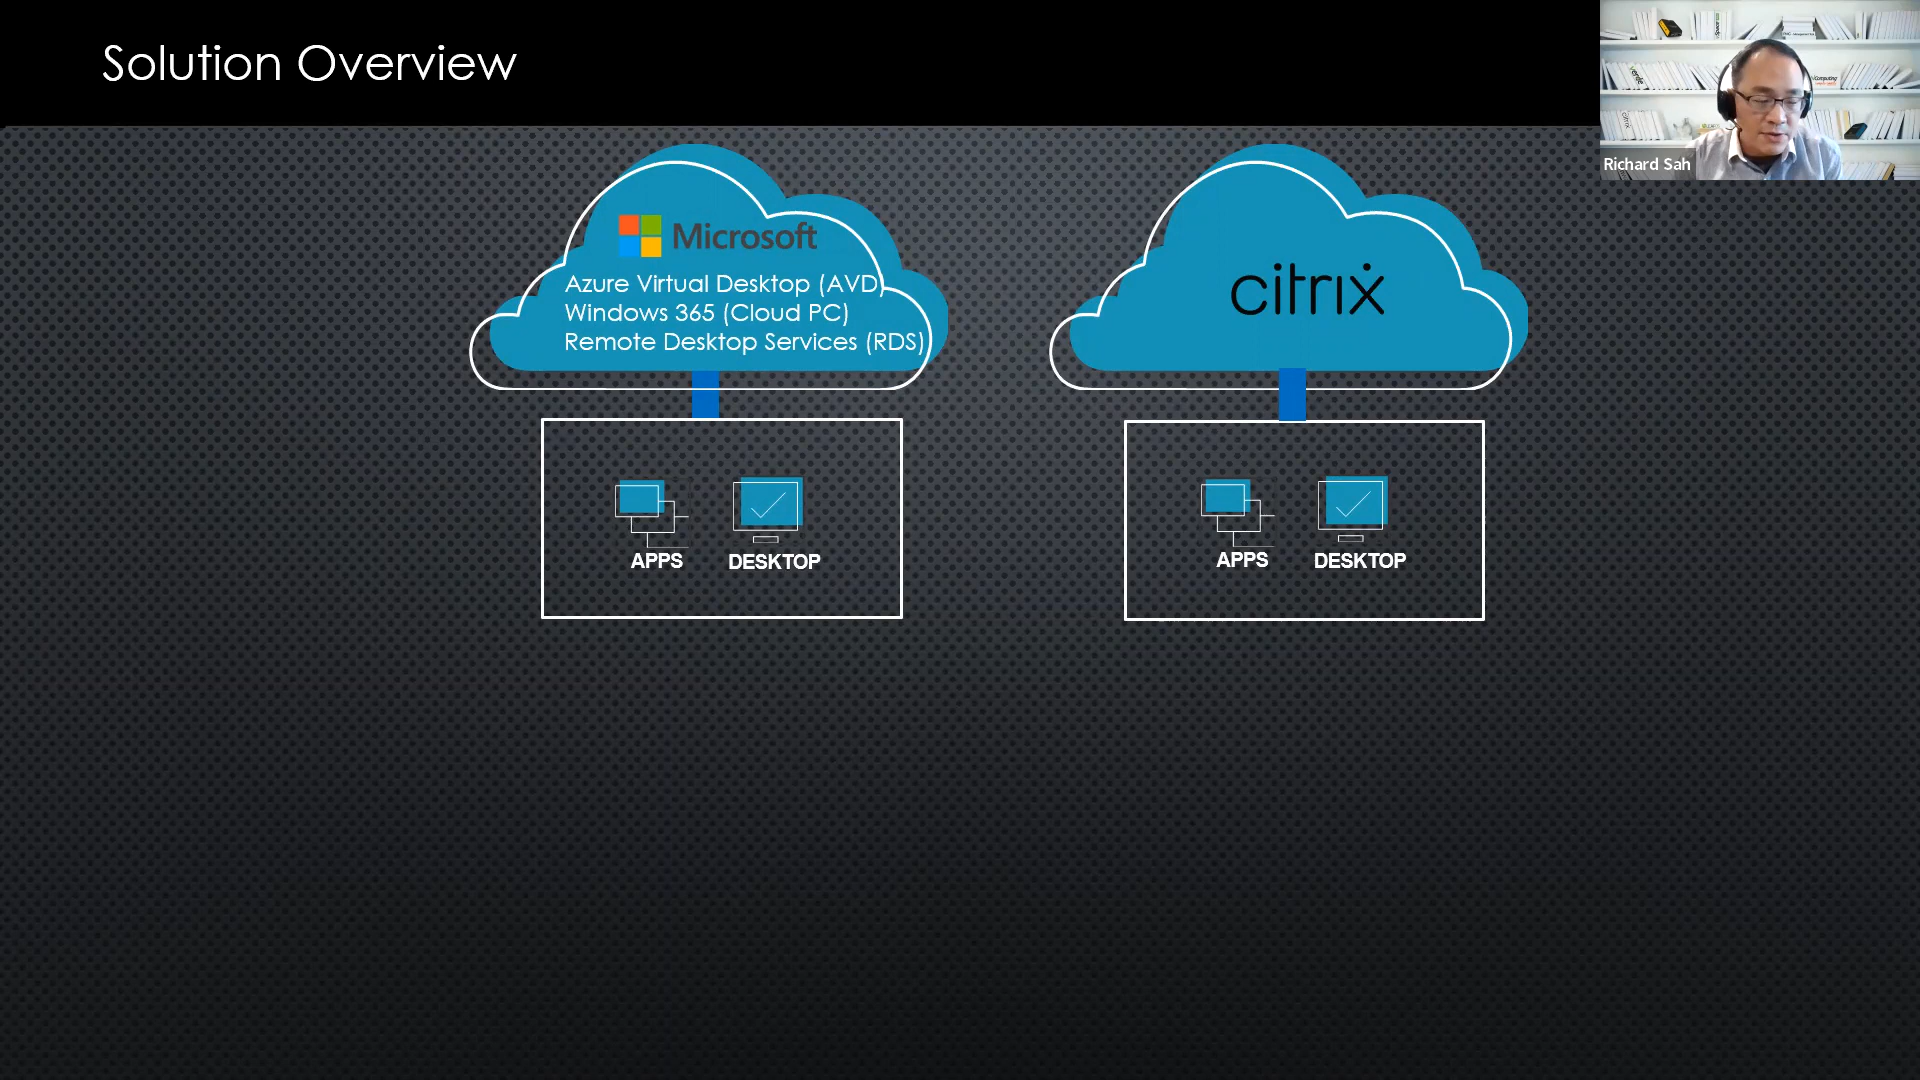 Solution Overview
Microsoft
Azure Virtual Desktop (AVD)
Windows 365 (Cloud PC)
Remote Desktop Services (RDS)
citrix
APPS
DESKTOP
APPS
DESKTOP
Richard Sah